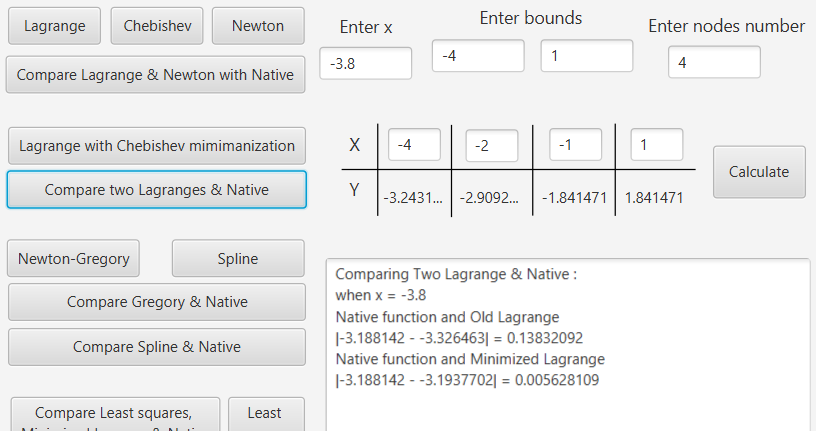 Lagrange Chebishev Newton
Enter x
Enter bounds
Enter nodes number
-3.8
-4
1
4
Compare Lagrange & Newton with Native
Lagrange with Chebishev mimimanization
Compare two Lagranges & Native
X -4 -2 -1 1
Y -3.2431... -2.9092... -1.841471 1.841471
Calculate
Newton-Gregory Spline
Compare Gregory & Native
Compare Spline & Native
Compare Least squares,
Least
Comparing Two Lagrange & Native :
when x = -3.8
Native function and Old Lagrange
|-3.188142 - -3.326463| = 0.13832092
Native function and Minimized Lagrange
|-3.188142 - -3.1937702| = 0.005628109